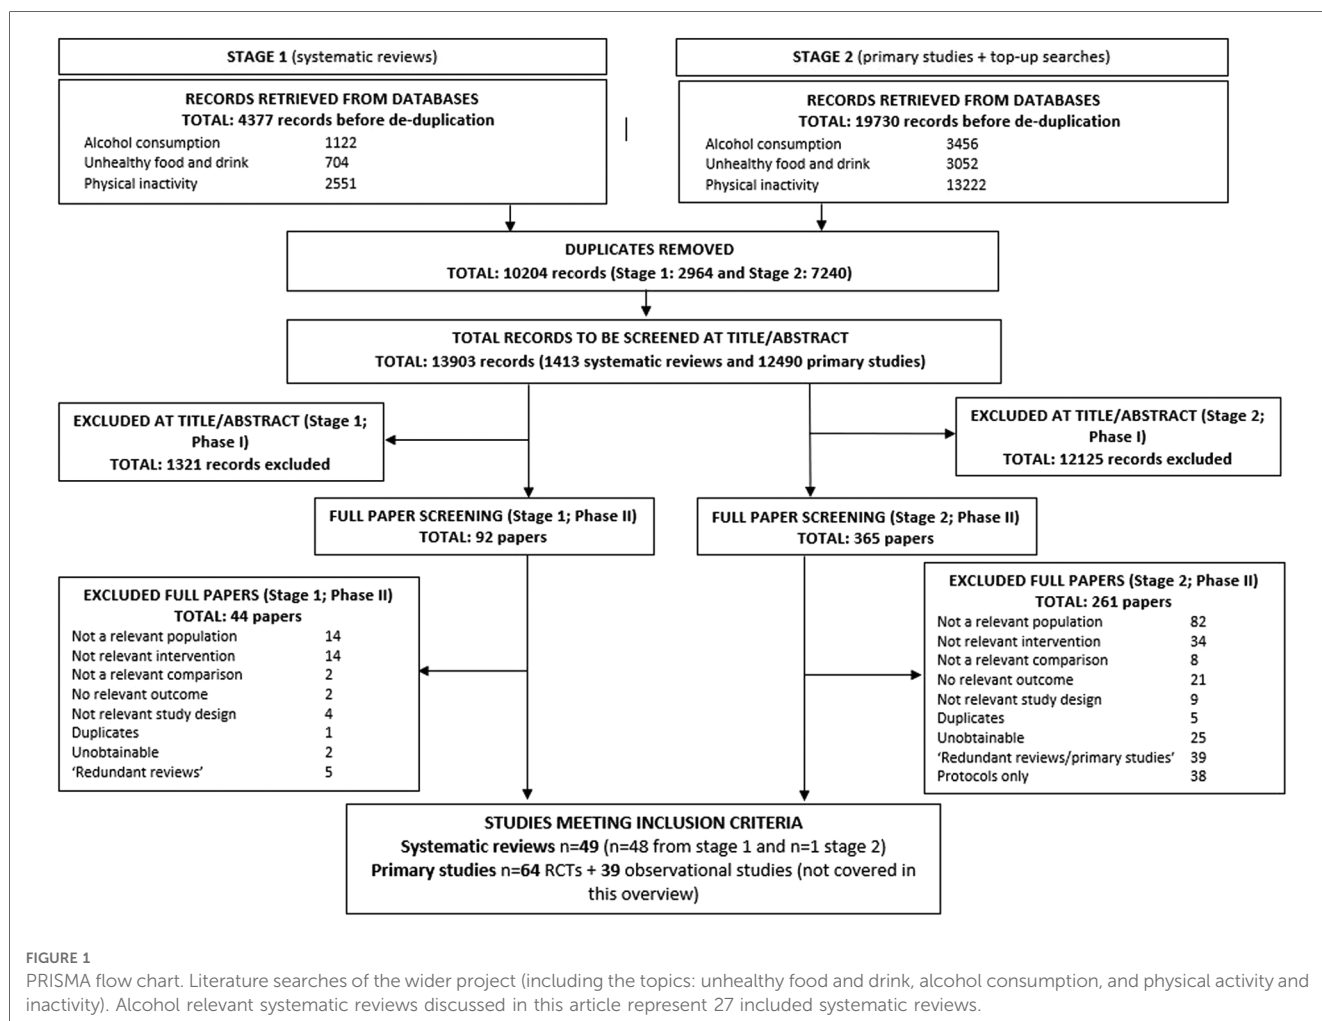 STAGE 1 (systematic reviews)
RECORDS RETRIEVED FROM DATABASES
TOTAL: 4377 records before de-duplication
Alcohol consumption 1122
Unhealthy food and drink 704
Physical inactivity 2551
STAGE 2 (primary studies + top-up searches)
RECORDS RETRIEVED FROM DATABASES
TOTAL: 19730 records before de-duplication
Alcohol consumption 3456
Unhealthy food and drink 3052
Physical inactivity 13222
DUPLICATES REMOVED
TOTAL: 10204 records (Stage 1: 2964 and Stage 2: 7240)
TOTAL RECORDS TO BE SCREENED AT TITLE/ABSTRACT
TOTAL: 13903 records (1413 systematic reviews and 12490 primary studies)
EXCLUDED AT TITLE/ABSTRACT (Stage 1;
Phase I)
TOTAL: 1321 records excluded
EXCLUDED AT TITLE/ABSTRACT (Stage 2;
Phase I)
TOTAL: 12125 records excluded
FULL PAPER SCREENING (Stage 1; Phase II)
TOTAL: 92 papers
FULL PAPER SCREENING (Stage 2; Phase II)
TOTAL: 365 papers
EXCLUDED FULL PAPERS (Stage 1; Phase II)
TOTAL: 44 papers
Not a relevant population 14
Not relevant intervention 14
Not a relevant comparison 2
No relevant outcome 2
Not relevant study design 4
Duplicates 1
Unobtainable 2
‘Redundant reviews’ 5
EXCLUDED FULL PAPERS (Stage 2; Phase II)
TOTAL: 261 papers
Not a relevant population 82
Not relevant intervention 34
Not a relevant comparison 8
No relevant outcome 21
Not relevant study design 9
Duplicates 5
Unobtainable 25
‘Redundant reviews/primary studies’ 39
Protocols only 38
STUDIES MEETING INCLUSION CRITERIA
Systematic reviews n=49 (n=48 from stage 1 and n=1 stage 2)
Primary studies n=64 RCTs + 39 observational studies (not covered in
this overview)
FIGURE 1
PRISMA flow chart. Literature searches of the wider project (including the topics: unhealthy food and drink, alcohol consumption, and physical activity and
inactivity). Alcohol relevant systematic reviews discussed in this article represent 27 included systematic reviews.